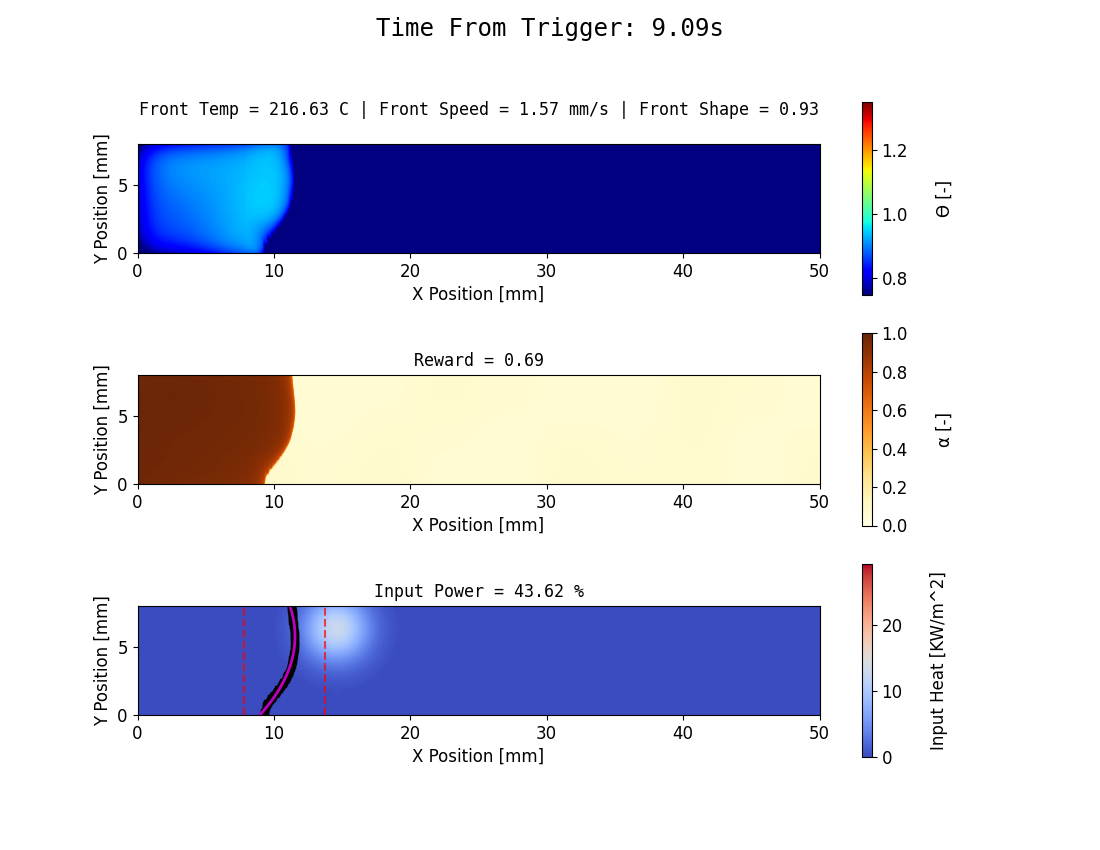 Time From Trigger: 9.09s
Front Temp = 216.63 C | Front Speed = 1.57 mm/s | Front Shape = 0.93
Y Position [mm]
5
0
0 10 20 30 40 50
X Position [mm]
1.2
1.0
0.8
Θ [-]
Reward = 0.69
Y Position [mm]
5
0
0 10 20 30 40 50
X Position [mm]
1.0
0.8
0.6
0.4
0.2
0.0
α [-]
Input Power = 43.62 %
Y Position [mm]
5
0
0 10 20 30 40 50
X Position [mm]
20
10
0
Input Heat [KW/m^2]